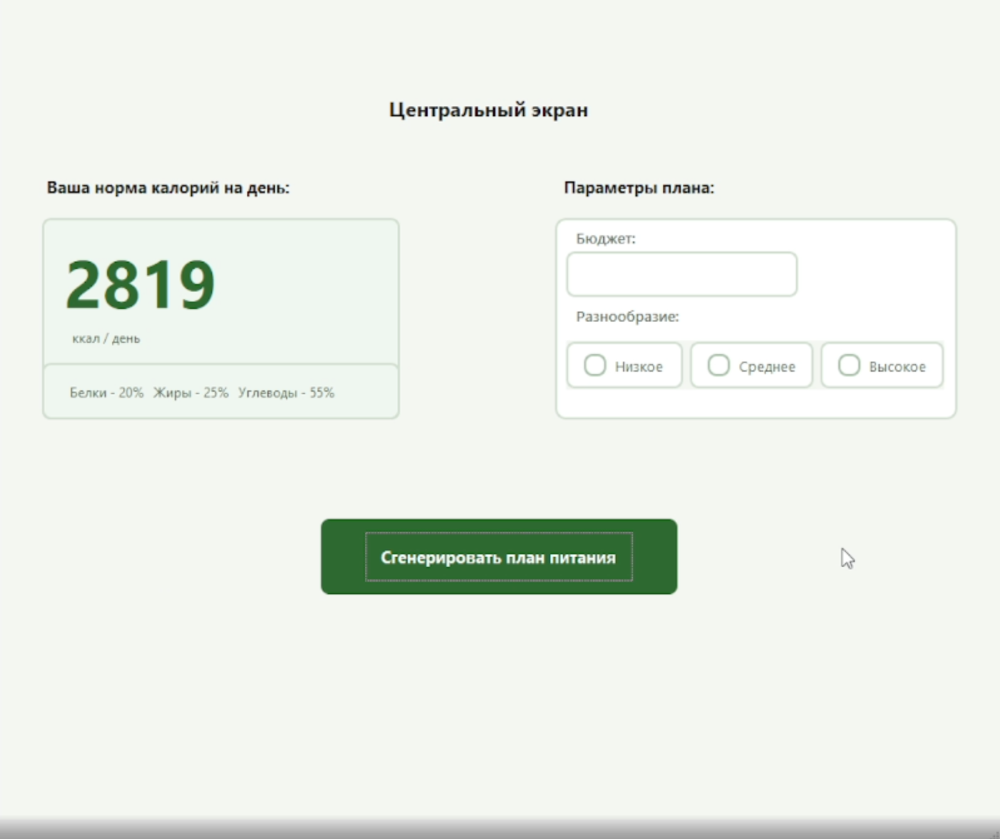 Центральный экран
Ваша норма калорий на день:
2819
ккал / день
Белки - 20% Жиры - 25% Углеводы - 55%
Параметры плана:
Бюджет:
Разнообразие:
Низкое Среднее Высокое
Сгенерировать план питания